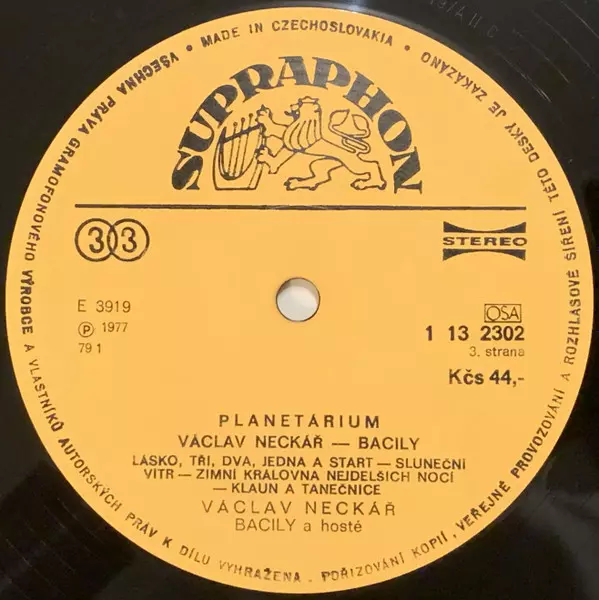 VŠECHNA PRÁVA GRAMOFONOVÉHO VÝROBCE A VLASTNÍKŮ AUTORSKÝCH PRÁV K DÍLU VYHRAŽENA · POŘIZOVÁNÍ KOPIÍ, VEŘEJNÉ PROVOZOVÁNÍ A ROZHLASOVÉ ŠÍŘENÍ TÉTO DESKY JE ZAKÁZÁNO
· MADE IN CZECHOSLOVAKIA ·
SUPRAPHON
33
STEREO
E 3919
Ⓟ 1977
79 1
OSA
1 13 2302
3. strana
Kčs 44,-
PLANETÁRIUM
VÁCLAV NECKÁŘ — BACILY
LÁSKO, TŘI, DVA, JEDNA A START — SLUNEČNÍ
VÍTR — ZIMNÍ KRÁLOVNA NEJDELŠÍCH NOCÍ
— KLAUN A TANEČNICE
VÁCLAV NECKÁŘ
BACILY a hosté